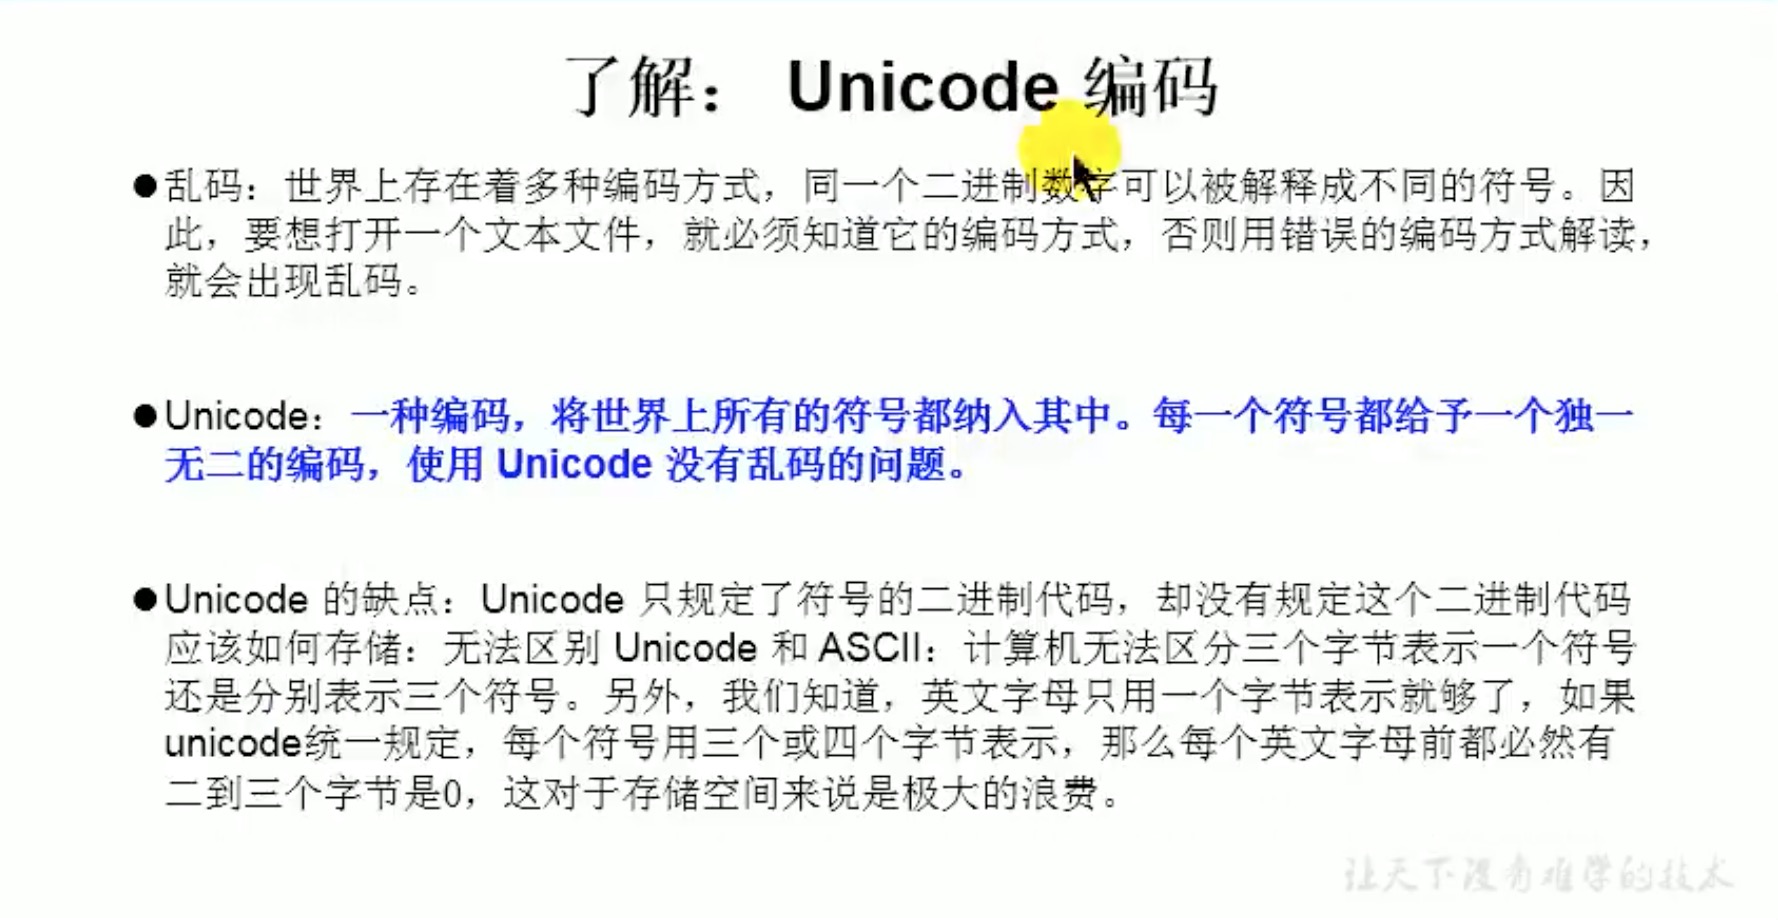 了解： Unicode 编码
●乱码：世界上存在着多种编码方式，同一个二进制数字可以被解释成不同的符号。因
此，要想打开一个文本文件，就必须知道它的编码方式，否则用错误的编码方式解读，
就会出现乱码。
●Unicode：一种编码，将世界上所有的符号都纳入其中。每一个符号都给予一个独一
无二的编码，使用 Unicode 没有乱码的问题。
●Unicode 的缺点：Unicode 只规定了符号的二进制代码，却没有规定这个二进制代码
应该如何存储：无法区别 Unicode 和 ASCII：计算机无法区分三个字节表示一个符号
还是分别表示三个符号。另外，我们知道，英文字母只用一个字节表示就够了，如果
unicode统一规定，每个符号用三个或四个字节表示，那么每个英文字母前都必然有
二到三个字节是0，这对于存储空间来说是极大的浪费。
让天下没有难学的技术